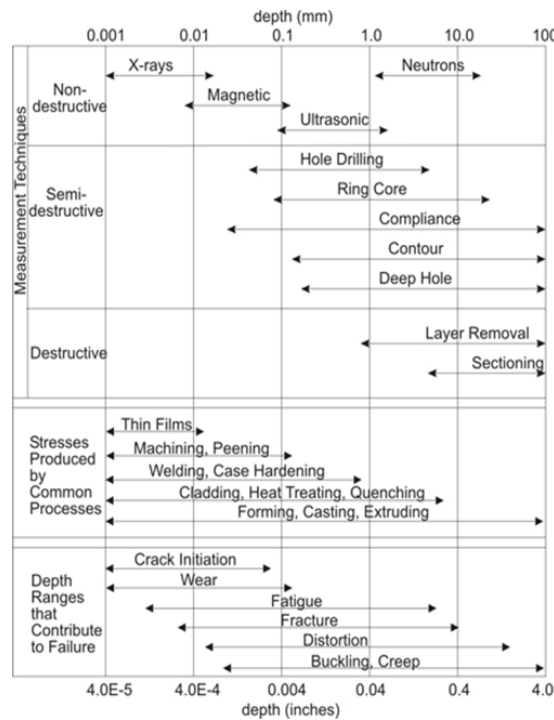 depth (mm)
0.001 0.01 0.1 1.0 10.0 100
Measurement Techniques
Non-
destructive
X-rays
Neutrons
Magnetic
Ultrasonic
Semi-
destructive
Hole Drilling
Ring Core
Compliance
Contour
Deep Hole
Destructive
Layer Removal
Sectioning
Stresses
Produced
by
Common
Processes
Thin Films
Machining, Peening
Welding, Case Hardening
Cladding, Heat Treating, Quenching
Forming, Casting, Extruding
Depth
Ranges
that
Contribute
to Failure
Crack Initiation
Wear
Fatigue
Fracture
Distortion
Buckling, Creep
4.0E-5 4.0E-4 0.004 0.04 0.4 4.0
depth (inches)